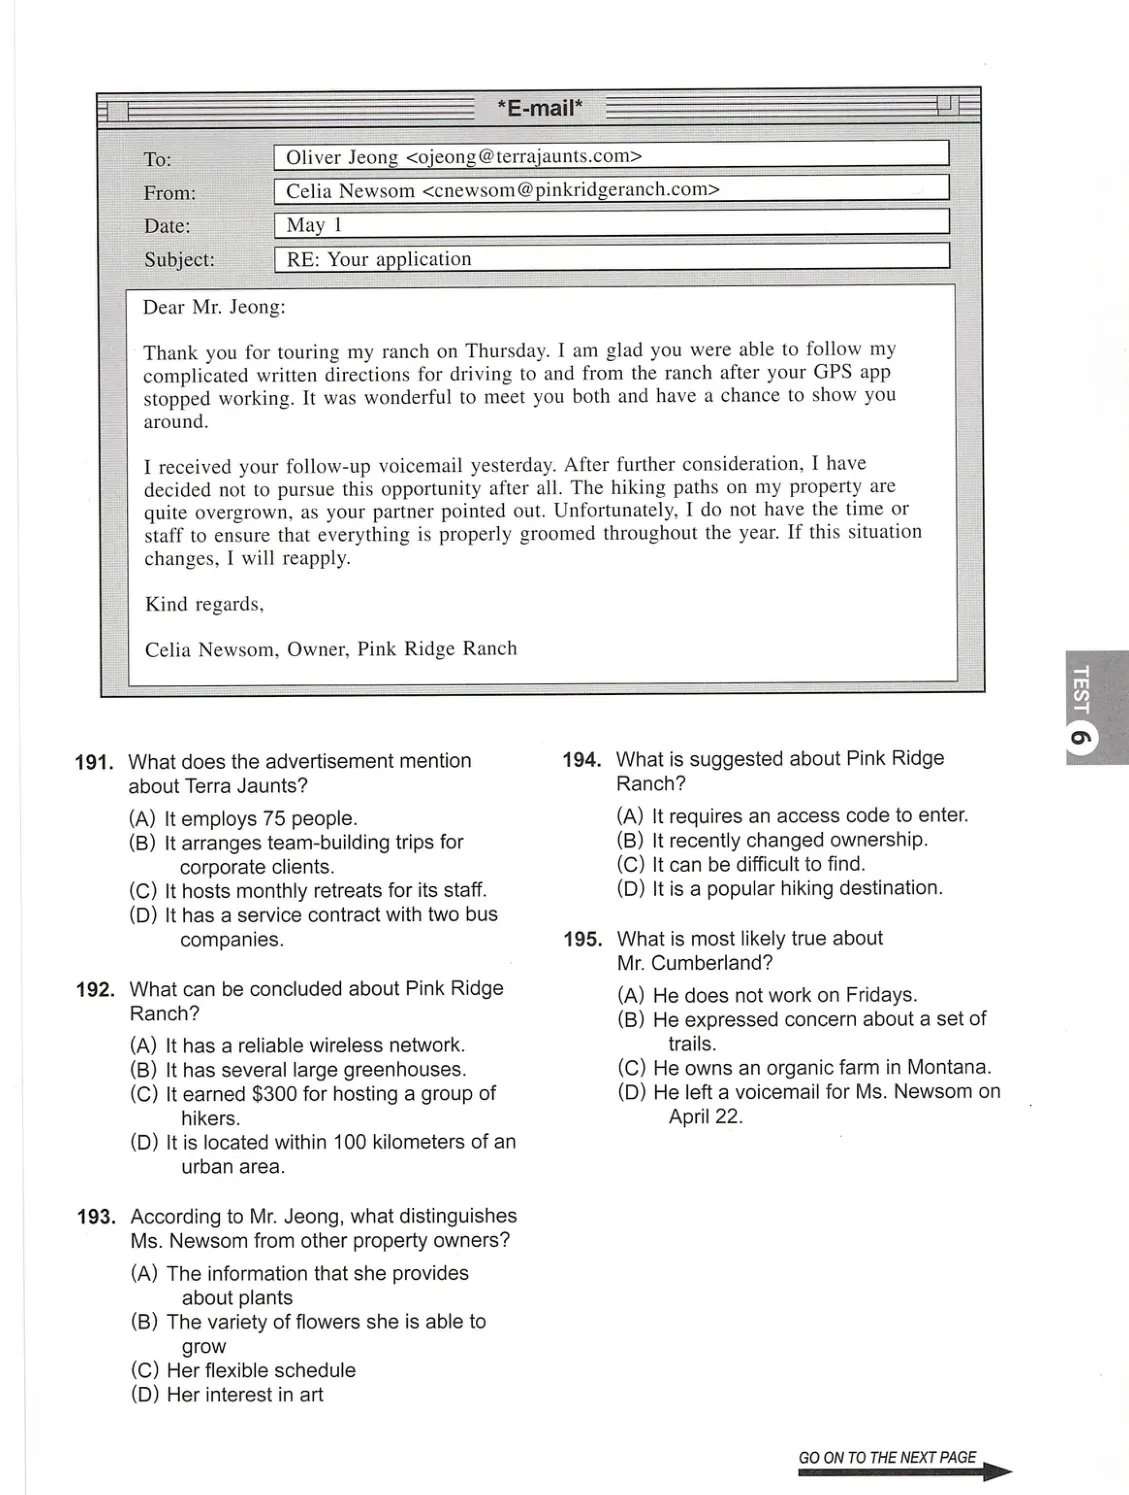 *E-mail*
To: Oliver Jeong <ojeong@terrajaunts.com>
From: Celia Newsom <cnewsom@pinkridgeranch.com>
Date: May 1
Subject: RE: Your application
Dear Mr. Jeong:
Thank you for touring my ranch on Thursday. I am glad you were able to follow my
complicated written directions for driving to and from the ranch after your GPS app
stopped working. It was wonderful to meet you both and have a chance to show you
around.
I received your follow-up voicemail yesterday. After further consideration, I have
decided not to pursue this opportunity after all. The hiking paths on my property are
quite overgrown, as your partner pointed out. Unfortunately, I do not have the time or
staff to ensure that everything is properly groomed throughout the year. If this situation
changes, I will reapply.
Kind regards,
Celia Newsom, Owner, Pink Ridge Ranch
TEST 6
191. What does the advertisement mention
about Terra Jaunts?
(A) It employs 75 people.
(B) It arranges team-building trips for
corporate clients.
(C) It hosts monthly retreats for its staff.
(D) It has a service contract with two bus
companies.
192. What can be concluded about Pink Ridge
Ranch?
(A) It has a reliable wireless network.
(B) It has several large greenhouses.
(C) It earned $300 for hosting a group of
hikers.
(D) It is located within 100 kilometers of an
urban area.
193. According to Mr. Jeong, what distinguishes
Ms. Newsom from other property owners?
(A) The information that she provides
about plants
(B) The variety of flowers she is able to
grow
(C) Her flexible schedule
(D) Her interest in art
194. What is suggested about Pink Ridge
Ranch?
(A) It requires an access code to enter.
(B) It recently changed ownership.
(C) It can be difficult to find.
(D) It is a popular hiking destination.
195. What is most likely true about
Mr. Cumberland?
(A) He does not work on Fridays.
(B) He expressed concern about a set of
trails.
(C) He owns an organic farm in Montana.
(D) He left a voicemail for Ms. Newsom on
April 22.
GO ON TO THE NEXT PAGE